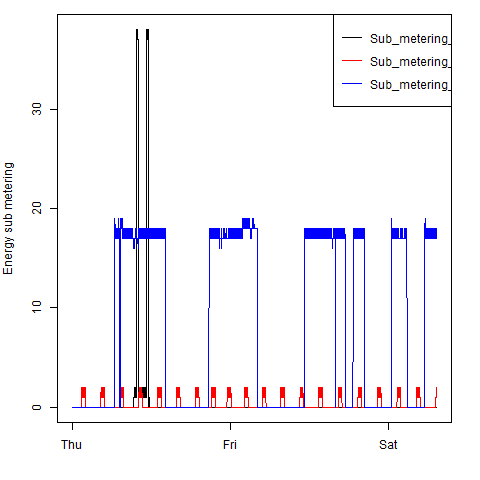 Sub_metering_
Sub_metering_
Sub_metering_
Energy sub metering
30
20
10
0
Thu Fri Sat